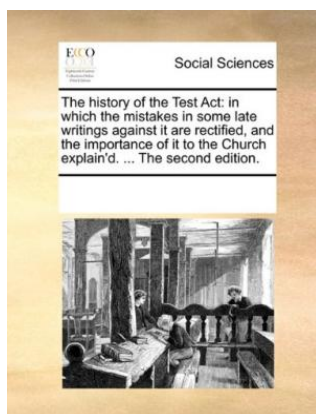 ECCO
Social Sciences
The history of the Test Act: in
which the mistakes in some late
writings against it are rectified, and
the importance of it to the Church
explain'd. ... The second edition.